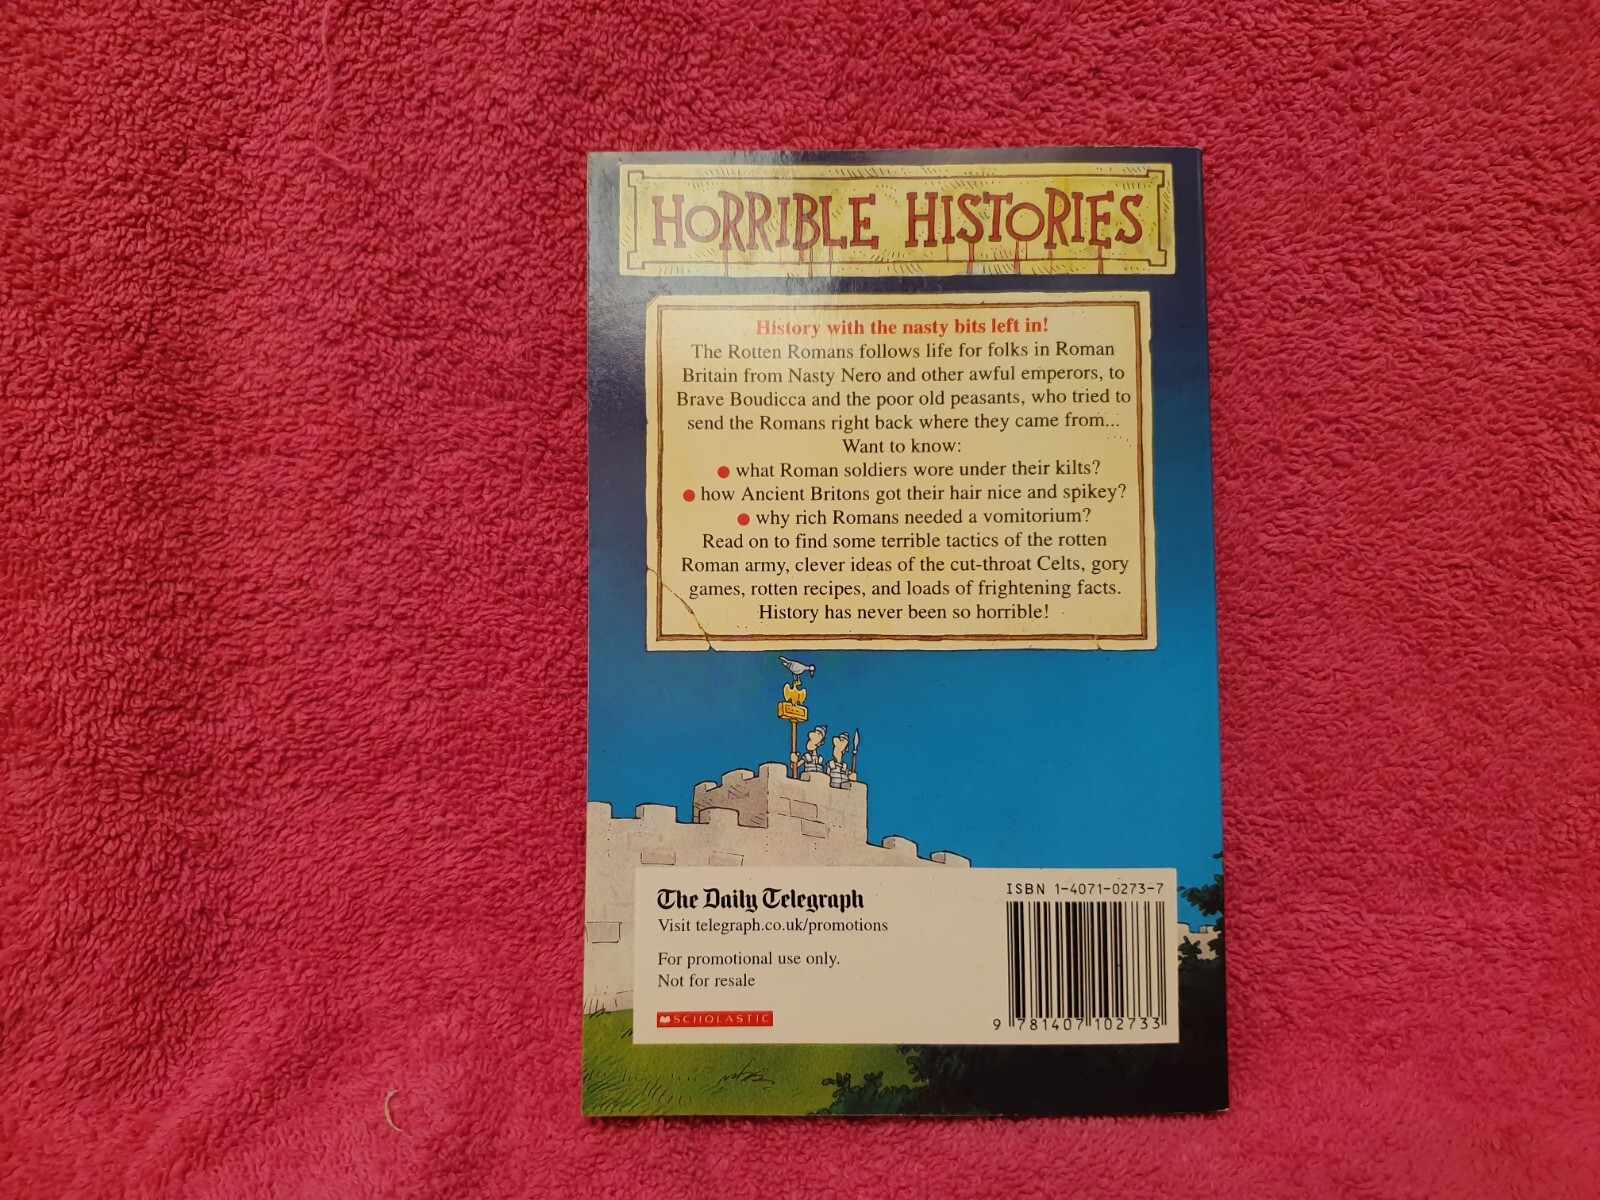 HORRIBLE HISTORIES
History with the nasty bits left in!
The Rotten Romans follows life for folks in Roman
Britain from Nasty Nero and other awful emperors, to
Brave Boudicca and the poor old peasants, who tried to
send the Romans right back where they came from...
Want to know:
● what Roman soldiers wore under their kilts?
● how Ancient Britons got their hair nice and spikey?
● why rich Romans needed a vomitorium?
Read on to find some terrible tactics of the rotten
Roman army, clever ideas of the cut-throat Celts, gory
games, rotten recipes, and loads of frightening facts.
History has never been so horrible!
The Daily Telegraph
Visit telegraph.co.uk/promotions
For promotional use only.
Not for resale
SCHOLASTIC
ISBN 1-4071-0273-7
9 781407 102733